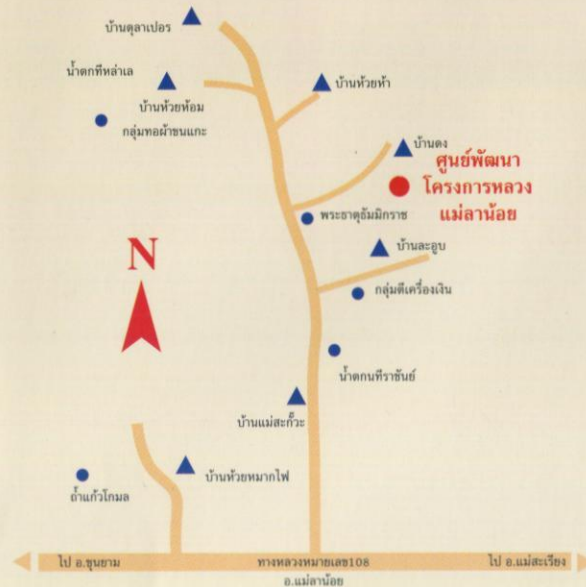 บ้านดุลาเปอร
น้ำตกทีหล่าเล
บ้านห้วยห้อม
กลุ่มทอผ้าขนแกะ
บ้านห้วยห้า
บ้านดง
ศูนย์พัฒนา
โครงการหลวง
แม่ลาน้อย
พระธาตุธัมมิกราช
บ้านละอูบ
กลุ่มตีเครื่องเงิน
N
น้ำตกนทีราชันย์
บ้านแม่สะกั๊วะ
บ้านห้วยหมากไฟ
ถ้ำแก้วโกมล
ไป อ.ขุนยาม
ทางหลวงหมายเลข108
ไป อ.แม่สะเรียง
อ.แม่ลาน้อย